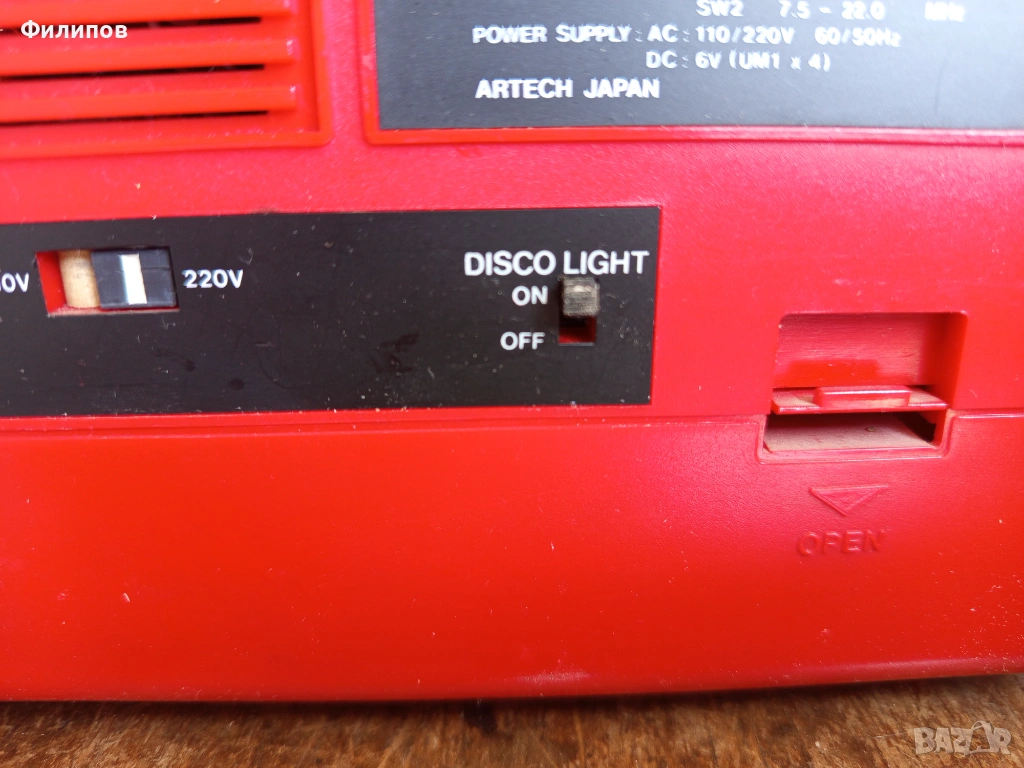 Филипов
SW2 7.5 - 22.0 MHz
POWER SUPPLY: AC: 110/220V 60/50Hz
DC: 6V (UM1 x 4)
ARTECH JAPAN
220V
DISCO LIGHT
ON
OFF
OPEN
BAZAR